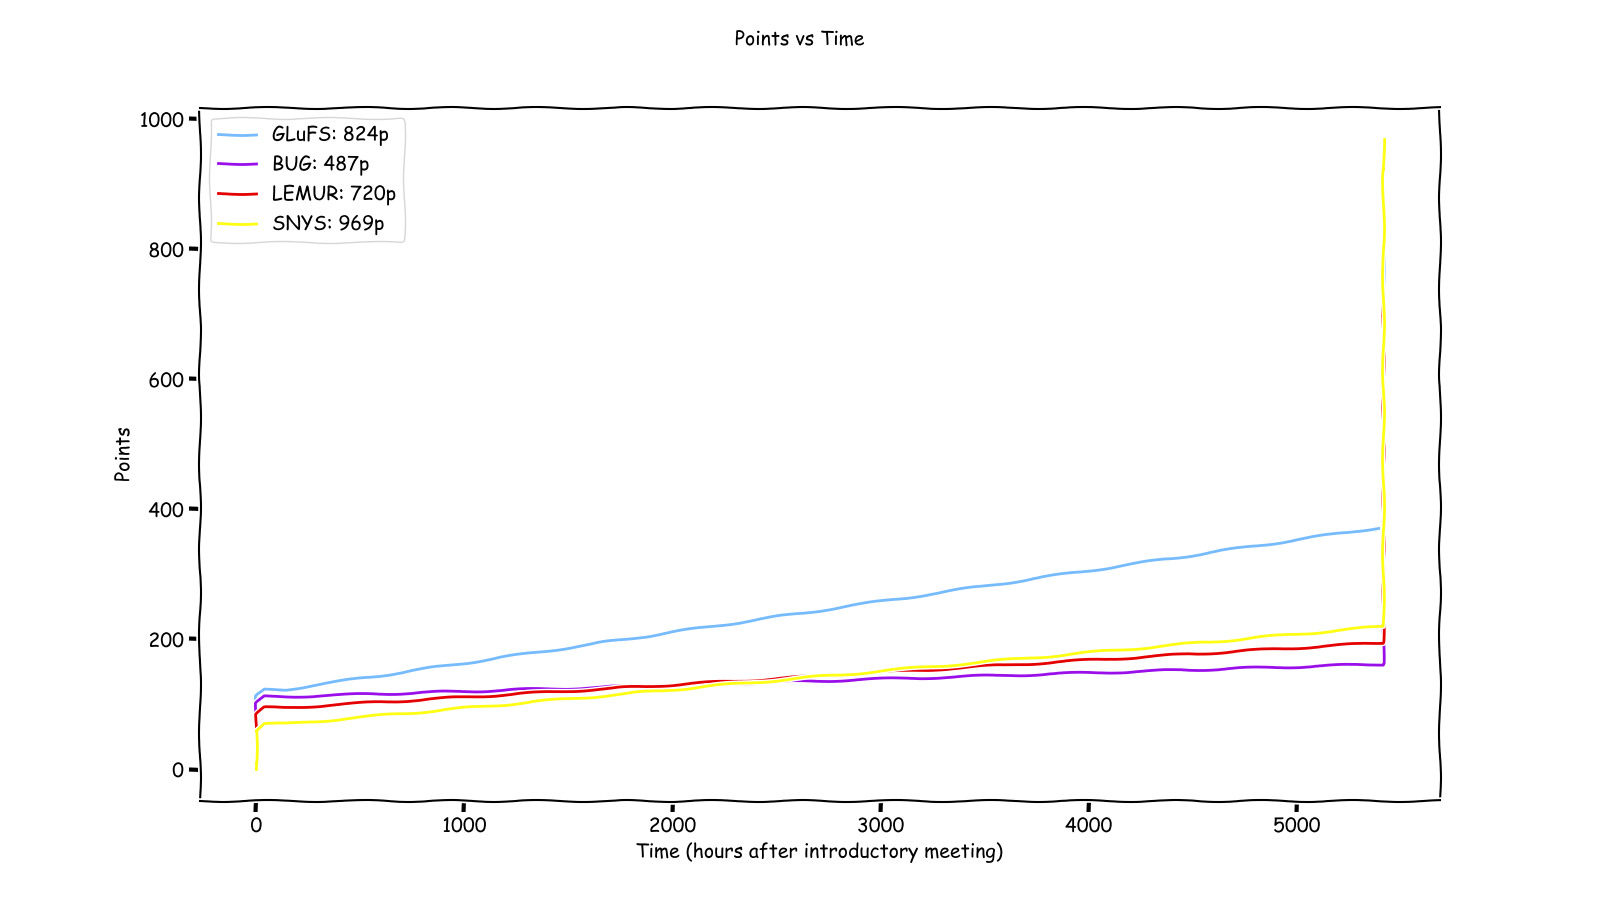 Points vs Time
1000
800
600
400
200
0
Points
GLuFS: 824p
BUG: 487p
LEMUR: 720p
SNYS: 969p
0 1000 2000 3000 4000 5000
Time (hours after introductory meeting)